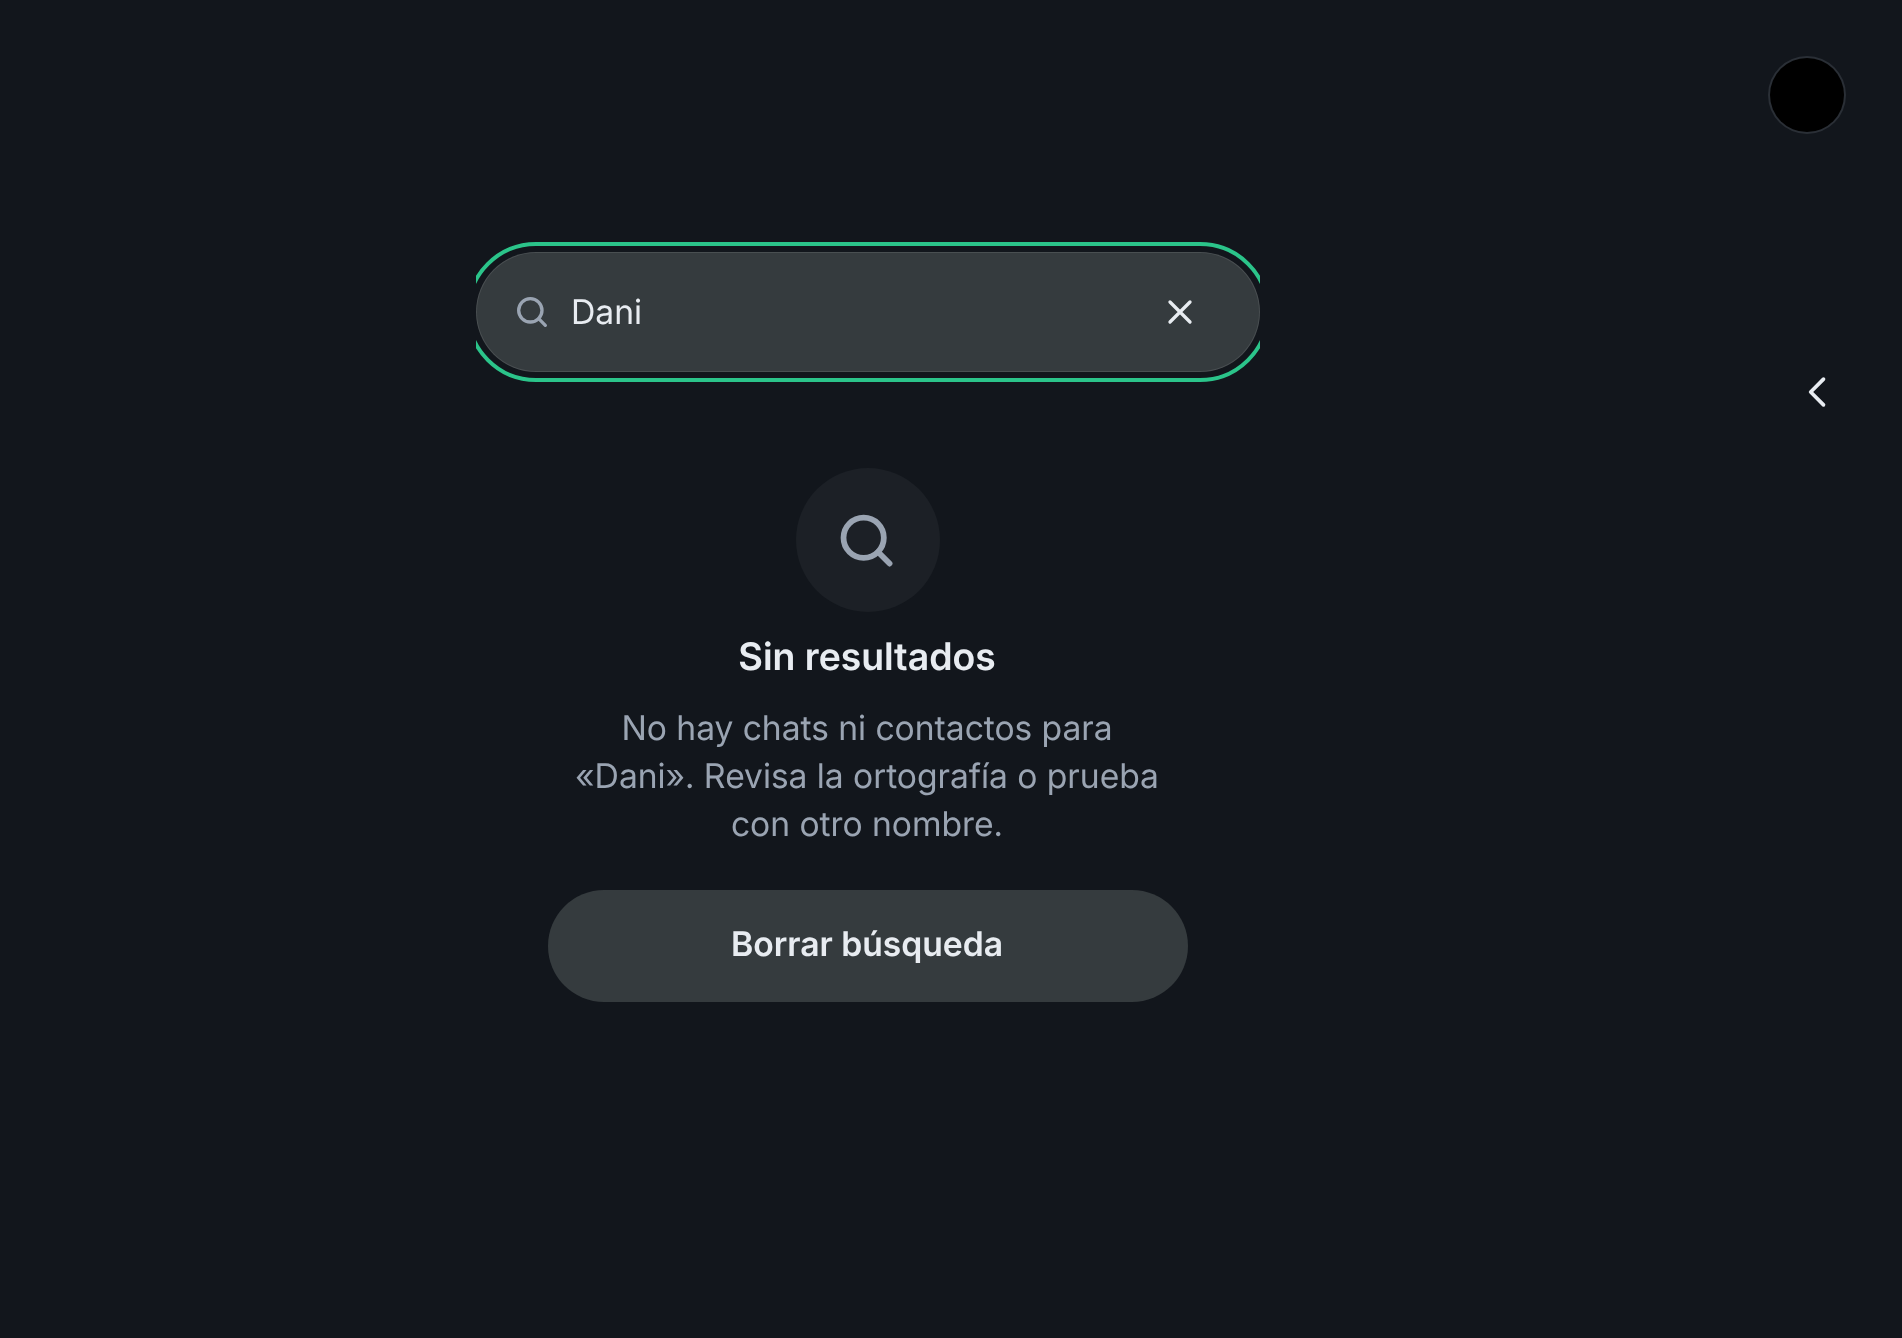 Dani
Sin resultados
No hay chats ni contactos para
«Dani». Revisa la ortografía o prueba
con otro nombre.
Borrar búsqueda